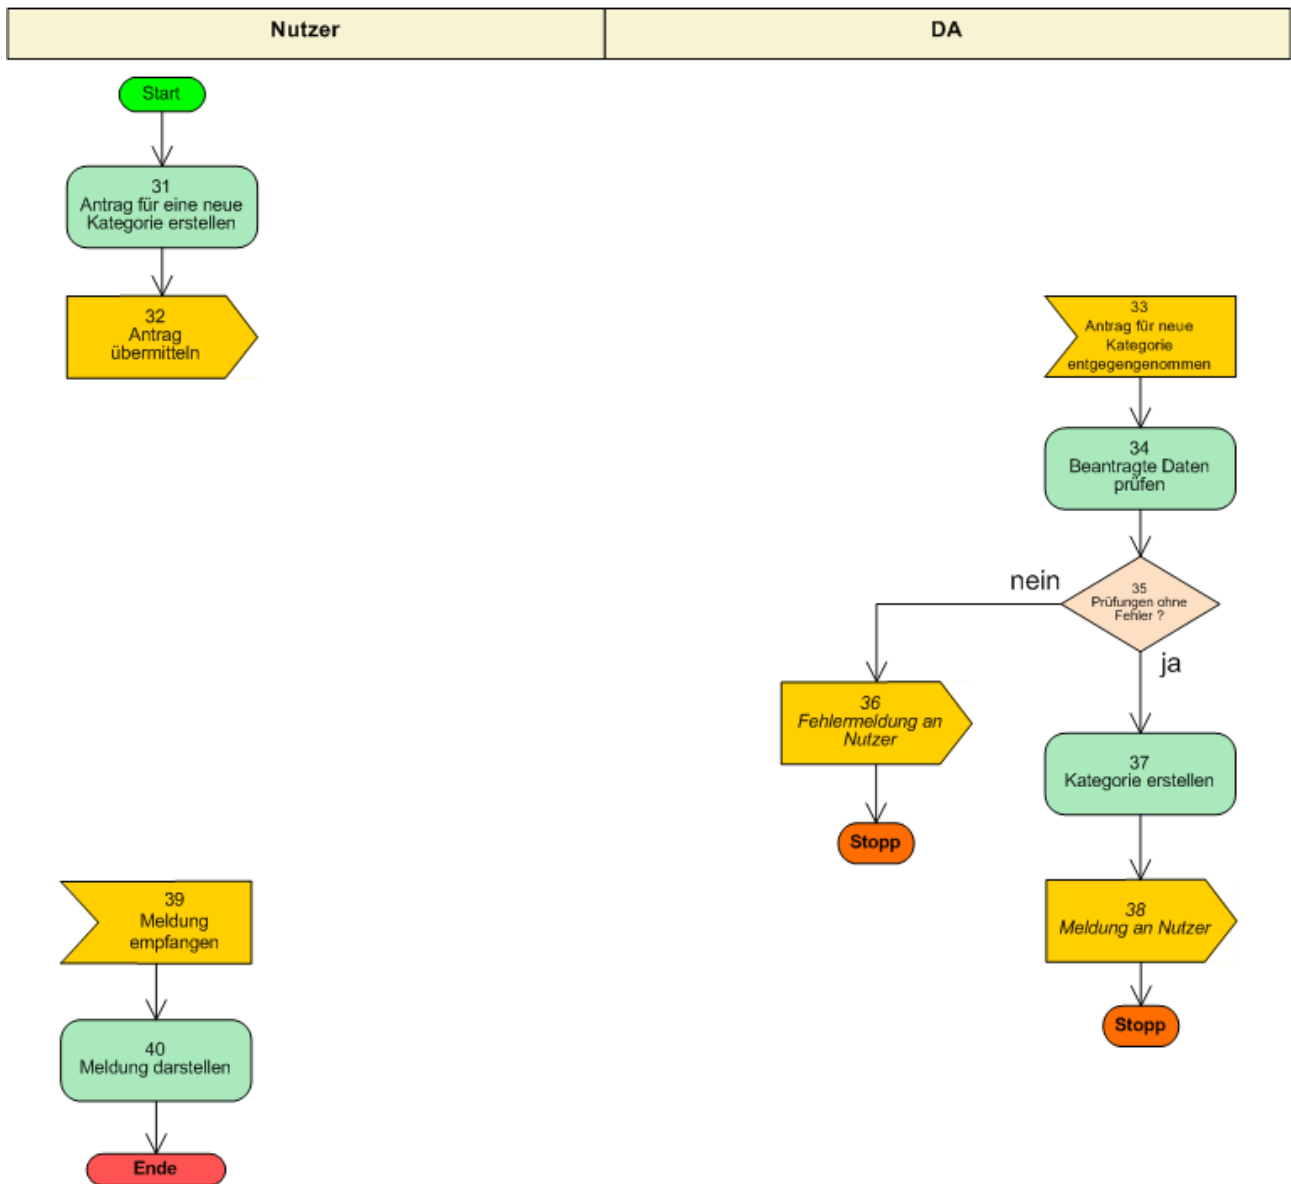 Nutzer
DA
Start
31
Antrag für eine neue
Kategorie erstellen
32
Antrag
übermitteln
33
Antrag für neue
Kategorie
entgegengenommen
34
Beantragte Daten
prüfen
35
Prüfungen ohne
Fehler ?
nein
ja
36
Fehlermeldung an
Nutzer
Stopp
37
Kategorie erstellen
38
Meldung an Nutzer
Stopp
39
Meldung
empfangen
40
Meldung darstellen
Ende